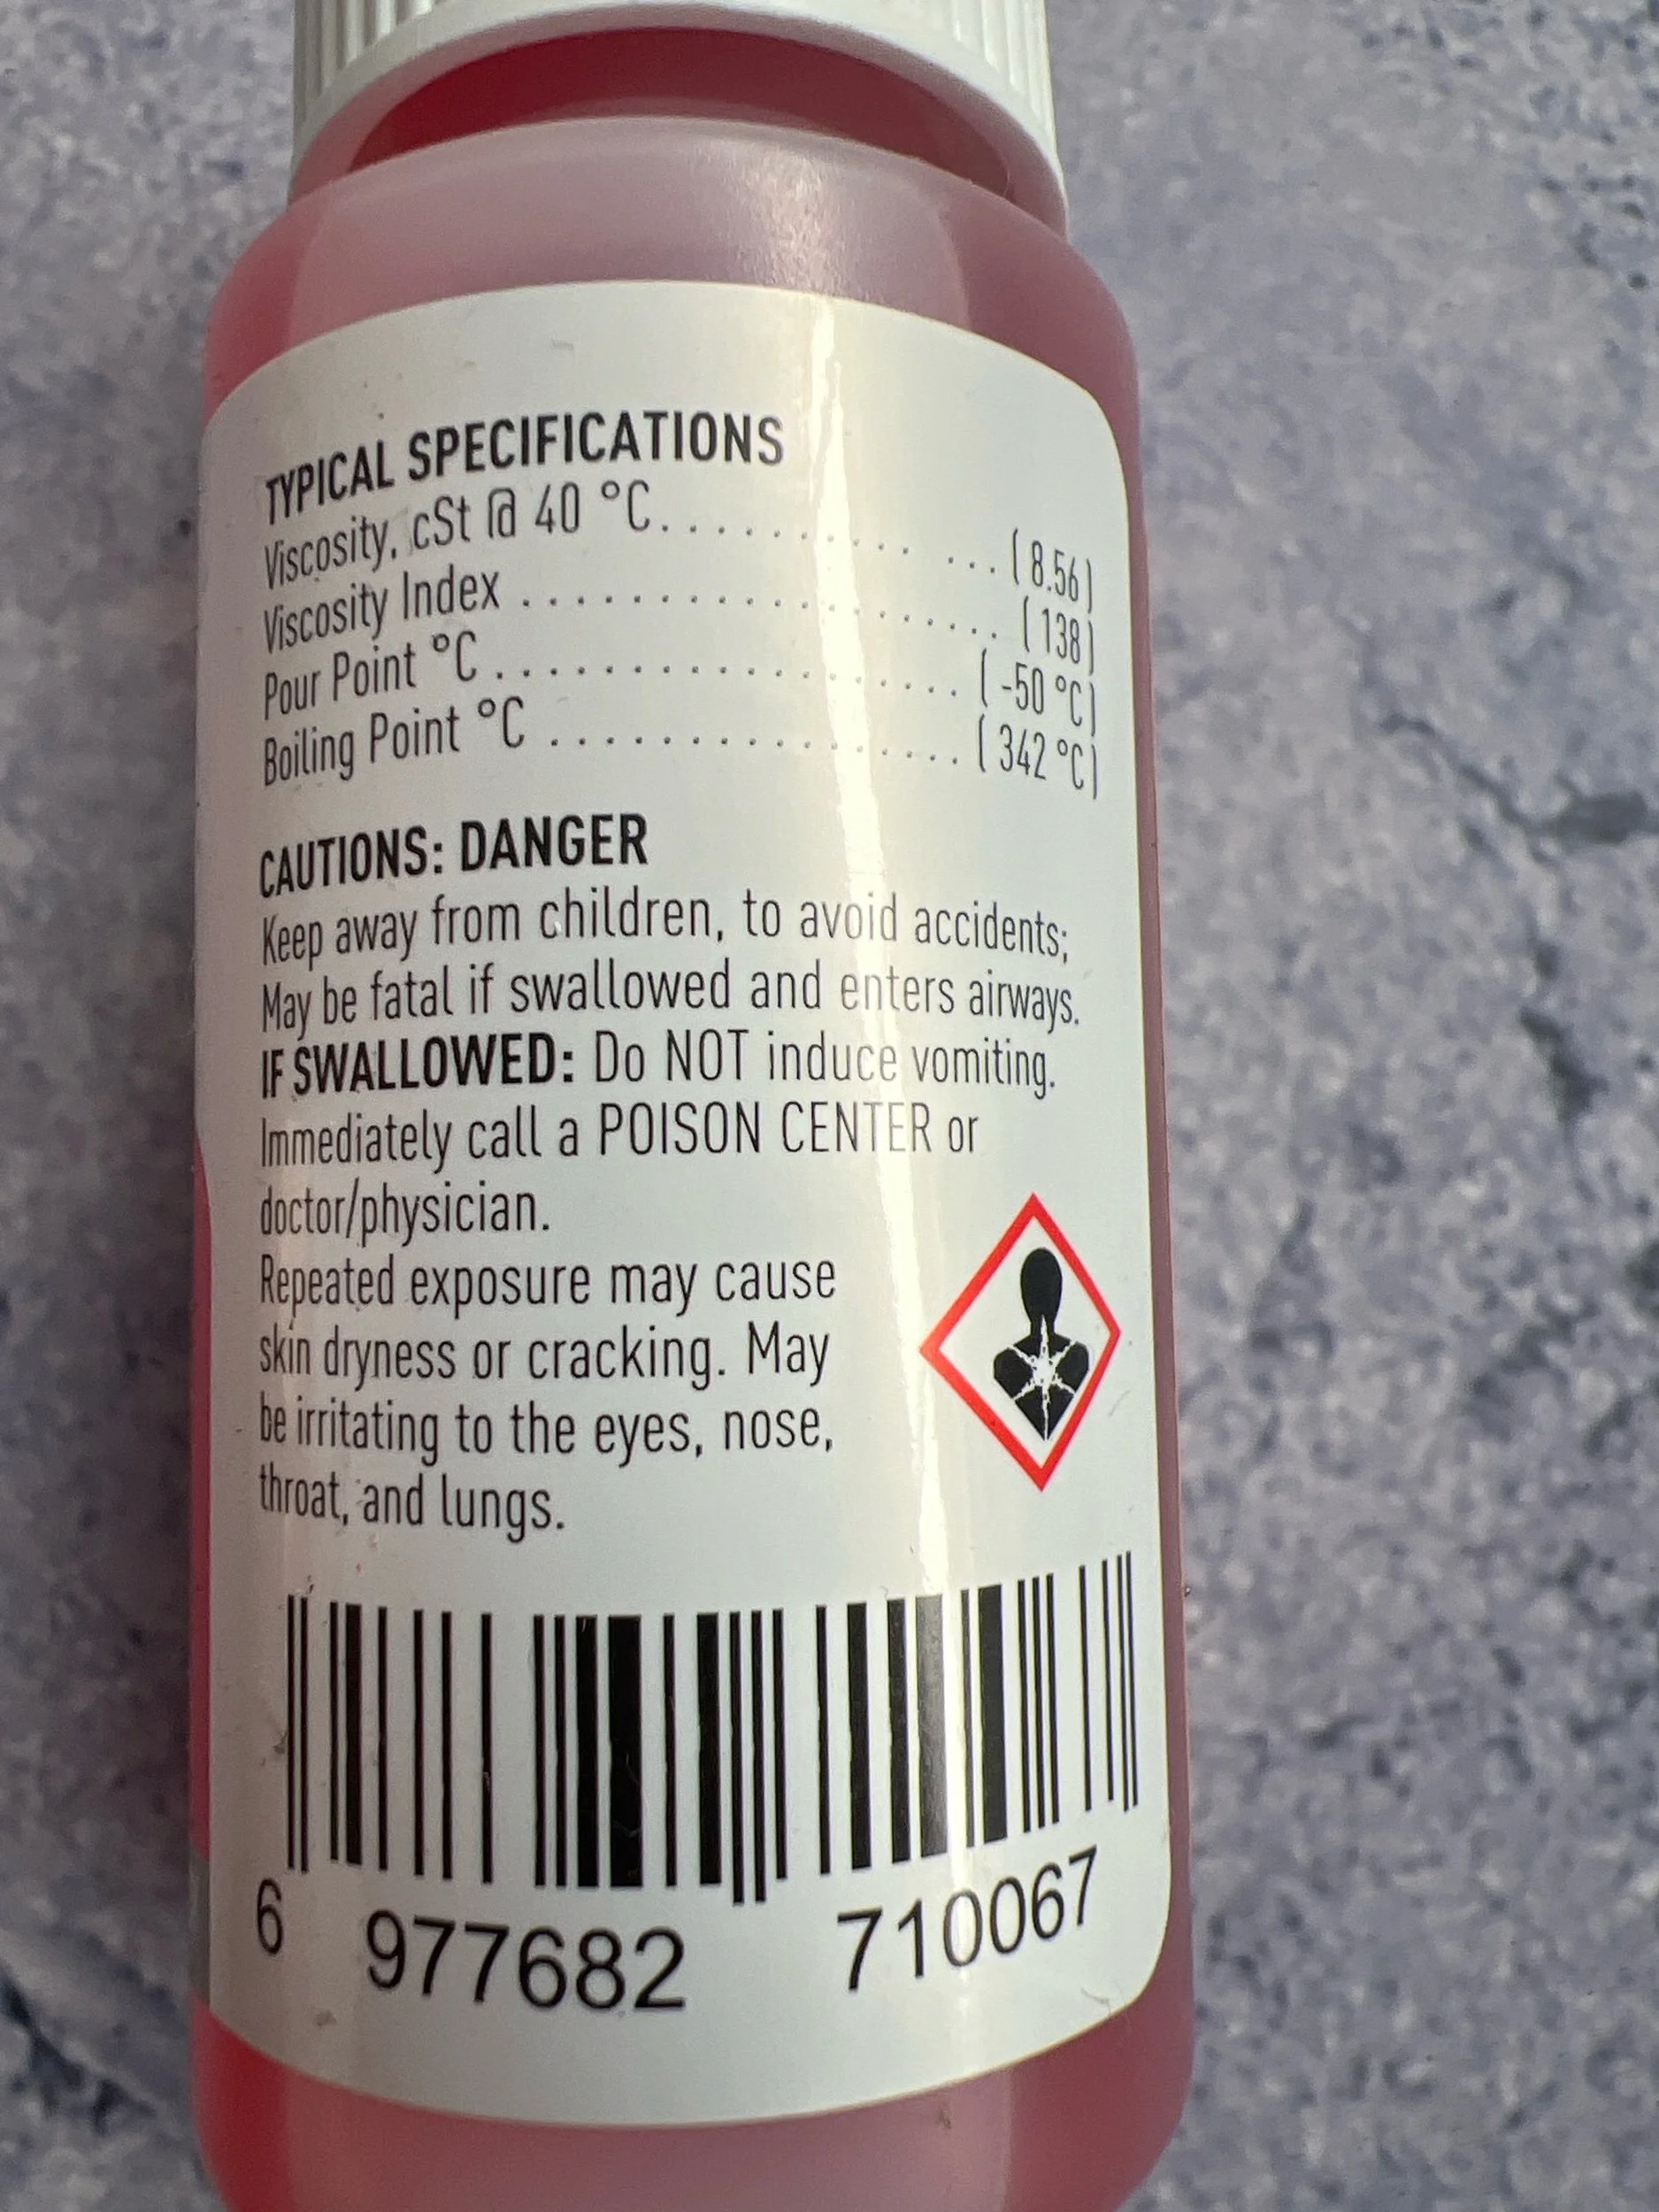 TYPICAL SPECIFICATIONS
Viscosity, cSt @ 40 °C............ (8.56)
Viscosity Index .................... (138)
Pour Point °C.................. (-50 °C)
Boiling Point °C ............... (342 °C)
CAUTIONS: DANGER
Keep away from children, to avoid accidents;
May be fatal if swallowed and enters airways.
IF SWALLOWED: Do NOT induce vomiting.
Immediately call a POISON CENTER or
doctor/physician.
Repeated exposure may cause
skin dryness or cracking. May
be irritating to the eyes, nose,
throat, and lungs.
6 977682 710067